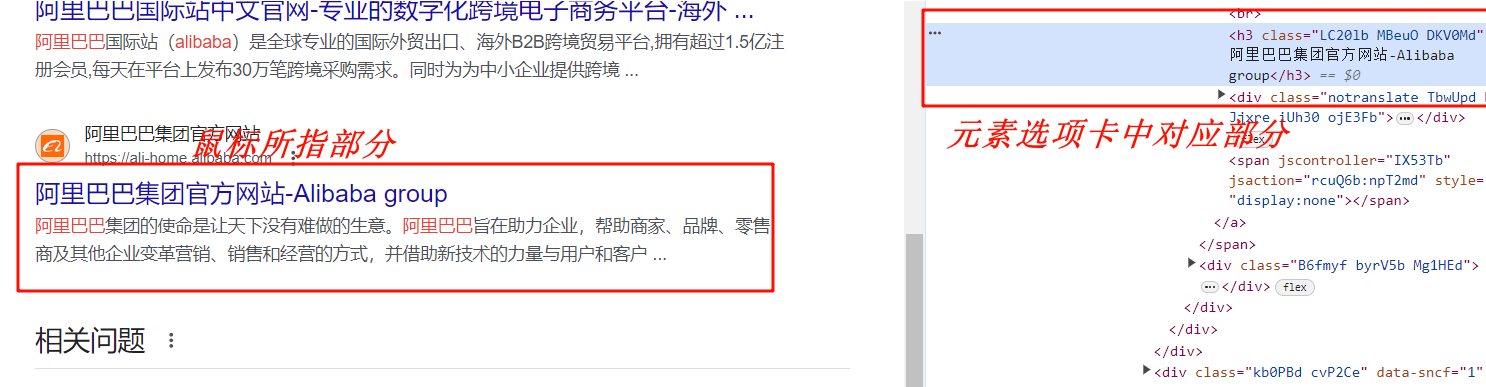 阿里巴巴国际站中文官网-专业的数字化跨境电子商务平台-海外 ...
阿里巴巴国际站（alibaba）是全球专业的国际外贸出口、海外B2B跨境贸易平台,拥有超过1.5亿注
册会员,每天在平台上发布30万笔跨境采购需求。同时为为中小企业提供跨境 ...
阿里巴巴集团官方网站
https://ali-home.alibaba.com
鼠标所指部分
阿里巴巴集团官方网站-Alibaba group
阿里巴巴集团的使命是让天下没有难做的生意。阿里巴巴旨在助力企业，帮助商家、品牌、零售
商及其他企业变革营销、销售和经营的方式，并借助新技术的力量与用户和客户 ...
相关问题
<br>
<h3 class="LC20lb MBeuO DKV0Md"
阿里巴巴集团官方网站-Alibaba
group</h3> == $0
<div class="notranslate TbwUpd
Jjxre iUh30 ojE3Fb">…</div>
flex
元素选项卡中对应部分
<span jscontroller="IX53Tb"
jsaction="rcuQ6b:npT2md" style=
"display:none"></span>
</a>
</span>
<div class="B6fmyf byrV5b Mg1HEd">
…</div> flex
</div>
</div>
</div>
<div class="kb0PBd cvP2Ce" data-sncf="1"